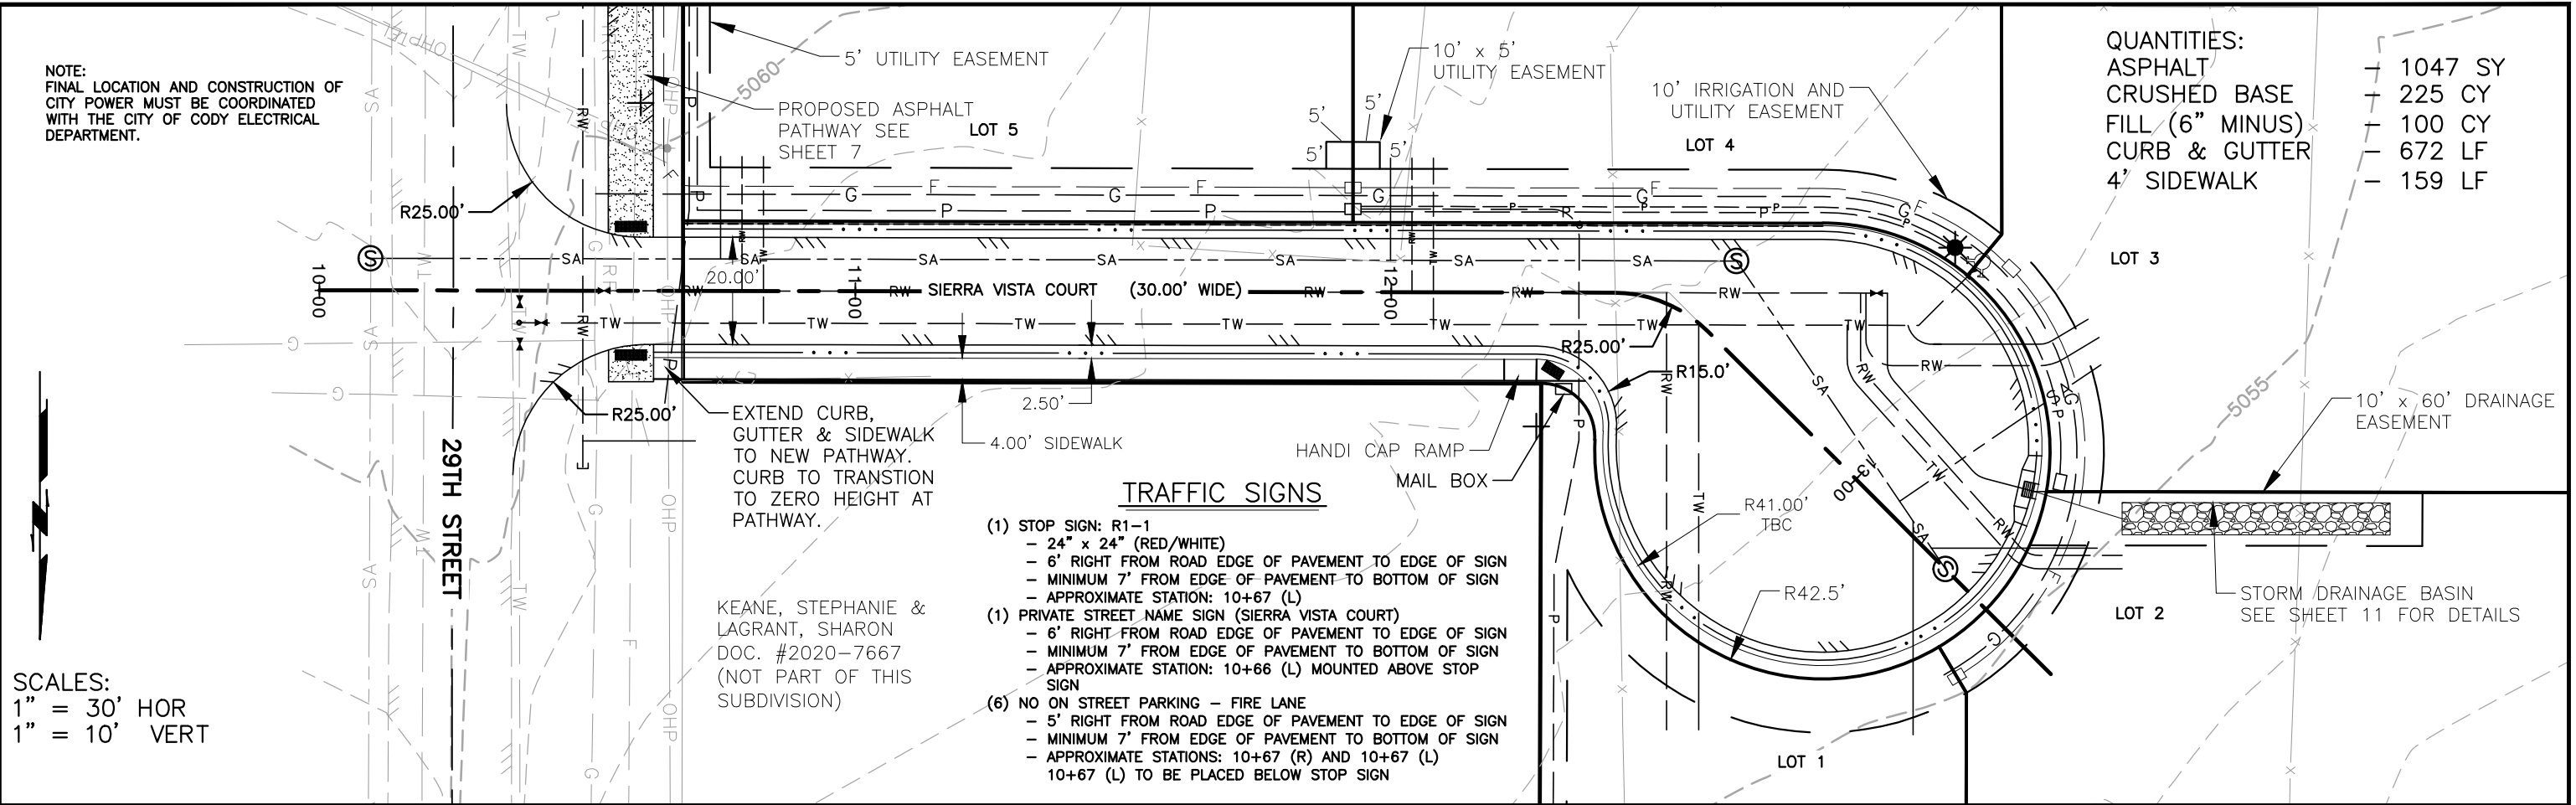 NOTE:
FINAL LOCATION AND CONSTRUCTION OF
CITY POWER MUST BE COORDINATED
WITH THE CITY OF CODY ELECTRICAL
DEPARTMENT.
5' UTILITY EASEMENT
5060
PROPOSED ASPHALT
PATHWAY SEE
SHEET 7
LOT 5
10' x 5'
UTILITY EASEMENT
5'
5'
5'
5'
10' IRRIGATION AND
UTILITY EASEMENT
LOT 4
QUANTITIES:
ASPHALT – 1047 SY
CRUSHED BASE – 225 CY
FILL (6" MINUS) – 100 CY
CURB & GUTTER – 672 LF
4' SIDEWALK – 159 LF
LOT 3
R25.00'
10+00
20.00'
11+00
SIERRA VISTA COURT (30.00' WIDE)
12+00
R25.00'
R15.0'
R25.00'
2.50'
4.00' SIDEWALK
EXTEND CURB,
GUTTER & SIDEWALK
TO NEW PATHWAY.
CURB TO TRANSTION
TO ZERO HEIGHT AT
PATHWAY.
HANDI CAP RAMP
MAIL BOX
13+00
R41.00'
TBC
R42.5'
5055
10' x 60' DRAINAGE
EASEMENT
STORM DRAINAGE BASIN
SEE SHEET 11 FOR DETAILS
LOT 2
LOT 1
29TH STREET
KEANE, STEPHANIE &
LAGRANT, SHARON
DOC. #2020-7667
(NOT PART OF THIS
SUBDIVISION)
TRAFFIC SIGNS
(1) STOP SIGN: R1-1
– 24" x 24" (RED/WHITE)
– 6' RIGHT FROM ROAD EDGE OF PAVEMENT TO EDGE OF SIGN
– MINIMUM 7' FROM EDGE OF PAVEMENT TO BOTTOM OF SIGN
– APPROXIMATE STATION: 10+67 (L)
(1) PRIVATE STREET NAME SIGN (SIERRA VISTA COURT)
– 6' RIGHT FROM ROAD EDGE OF PAVEMENT TO EDGE OF SIGN
– MINIMUM 7' FROM EDGE OF PAVEMENT TO BOTTOM OF SIGN
– APPROXIMATE STATION: 10+66 (L) MOUNTED ABOVE STOP
SIGN
(6) NO ON STREET PARKING – FIRE LANE
– 5' RIGHT FROM ROAD EDGE OF PAVEMENT TO EDGE OF SIGN
– MINIMUM 7' FROM EDGE OF PAVEMENT TO BOTTOM OF SIGN
– APPROXIMATE STATIONS: 10+67 (R) AND 10+67 (L)
10+67 (L) TO BE PLACED BELOW STOP SIGN
SCALES:
1" = 30' HOR
1" = 10' VERT